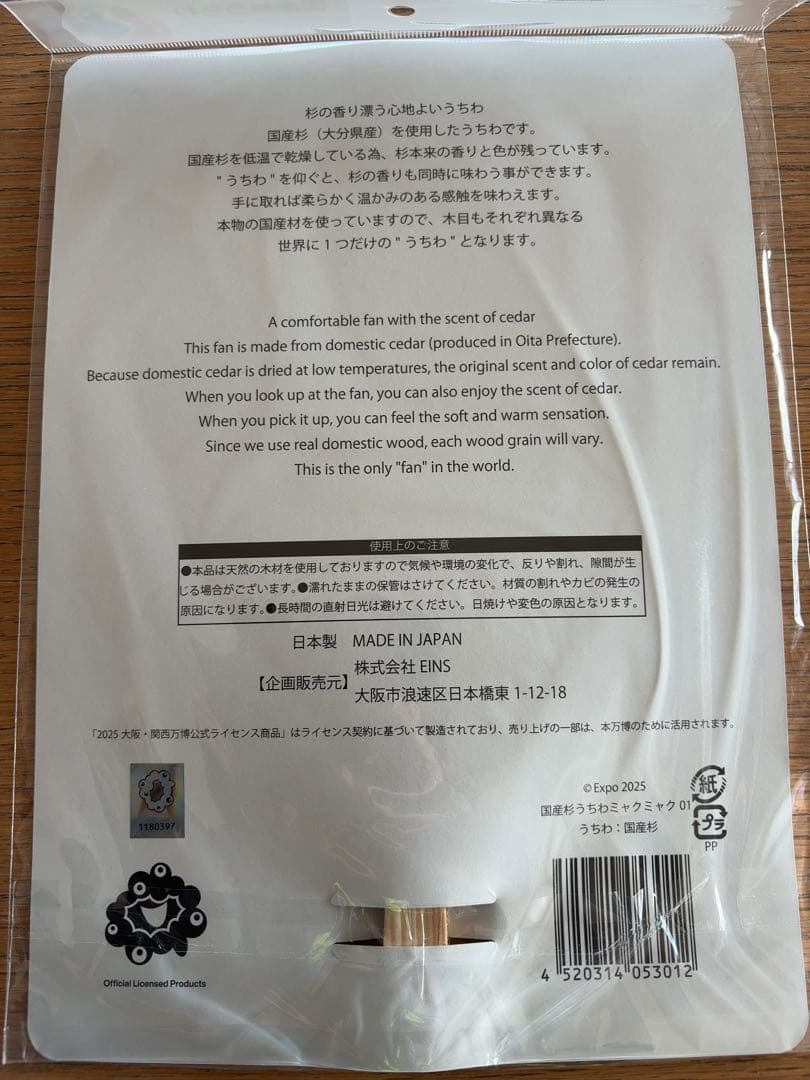 杉の香り漂う心地よいうちわ
国産杉（大分県産）を使用したうちわです。
国産杉を低温で乾燥している為、杉本来の香りと色が残っています。
"うちわ"を仰ぐと、杉の香りも同時に味わう事ができます。
手に取れば柔らかく温かみのある感触を味わえます。
本物の国産材を使っていますので、木目もそれぞれ異なる
世界に1つだけの"うちわ"となります。
A comfortable fan with the scent of cedar
This fan is made from domestic cedar (produced in Oita Prefecture).
Because domestic cedar is dried at low temperatures, the original scent and color of cedar remain.
When you look up at the fan, you can also enjoy the scent of cedar.
When you pick it up, you can feel the soft and warm sensation.
Since we use real domestic wood, each wood grain will vary.
This is the only "fan" in the world.
使用上のご注意
●本品は天然の木材を使用しておりますので気候や環境の変化で、反りや割れ、隙間が生
じる場合がございます。●濡れたままの保管はさけてください。材質の割れやカビの発生の
原因になります。●長時間の直射日光は避けてください。日焼けや変色の原因となります。
日本製 MADE IN JAPAN
【企画販売元】
株式会社 EINS
大阪市浪速区日本橋東 1-12-18
「2025 大阪・関西万博公式ライセンス商品」はライセンス契約に基づいて製造されており、売り上げの一部は、本万博のために活用されます。
1180397
Official Licensed Products
©Expo 2025
国産杉うちわミャクミャク 01
うちわ：国産杉
紙
プラ
PP
4 520314 053012